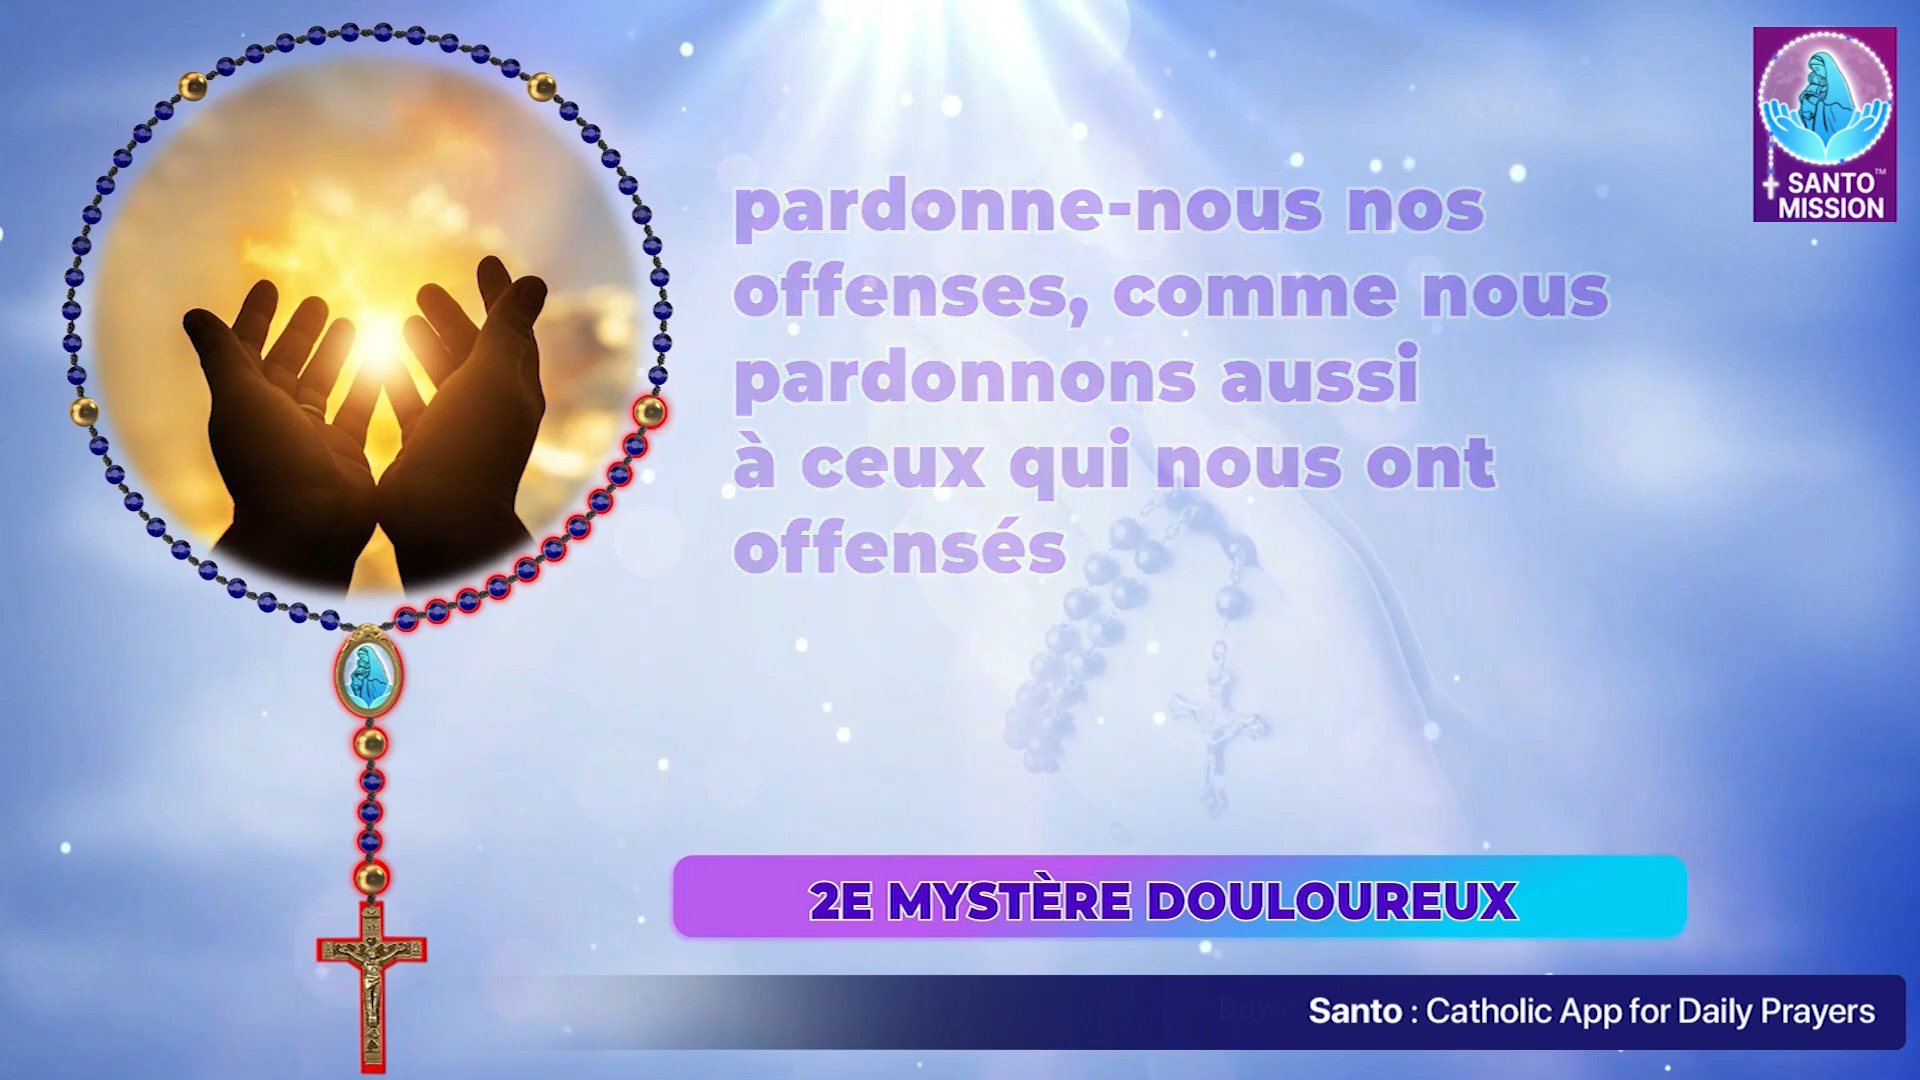 pardonne-nous nos
offenses, comme nous
pardonnons aussi
à ceux qui nous ont
offensés
SANTO™
MISSION
2E MYSTÈRE DOULOUREUX
Santo : Catholic App for Daily Prayers